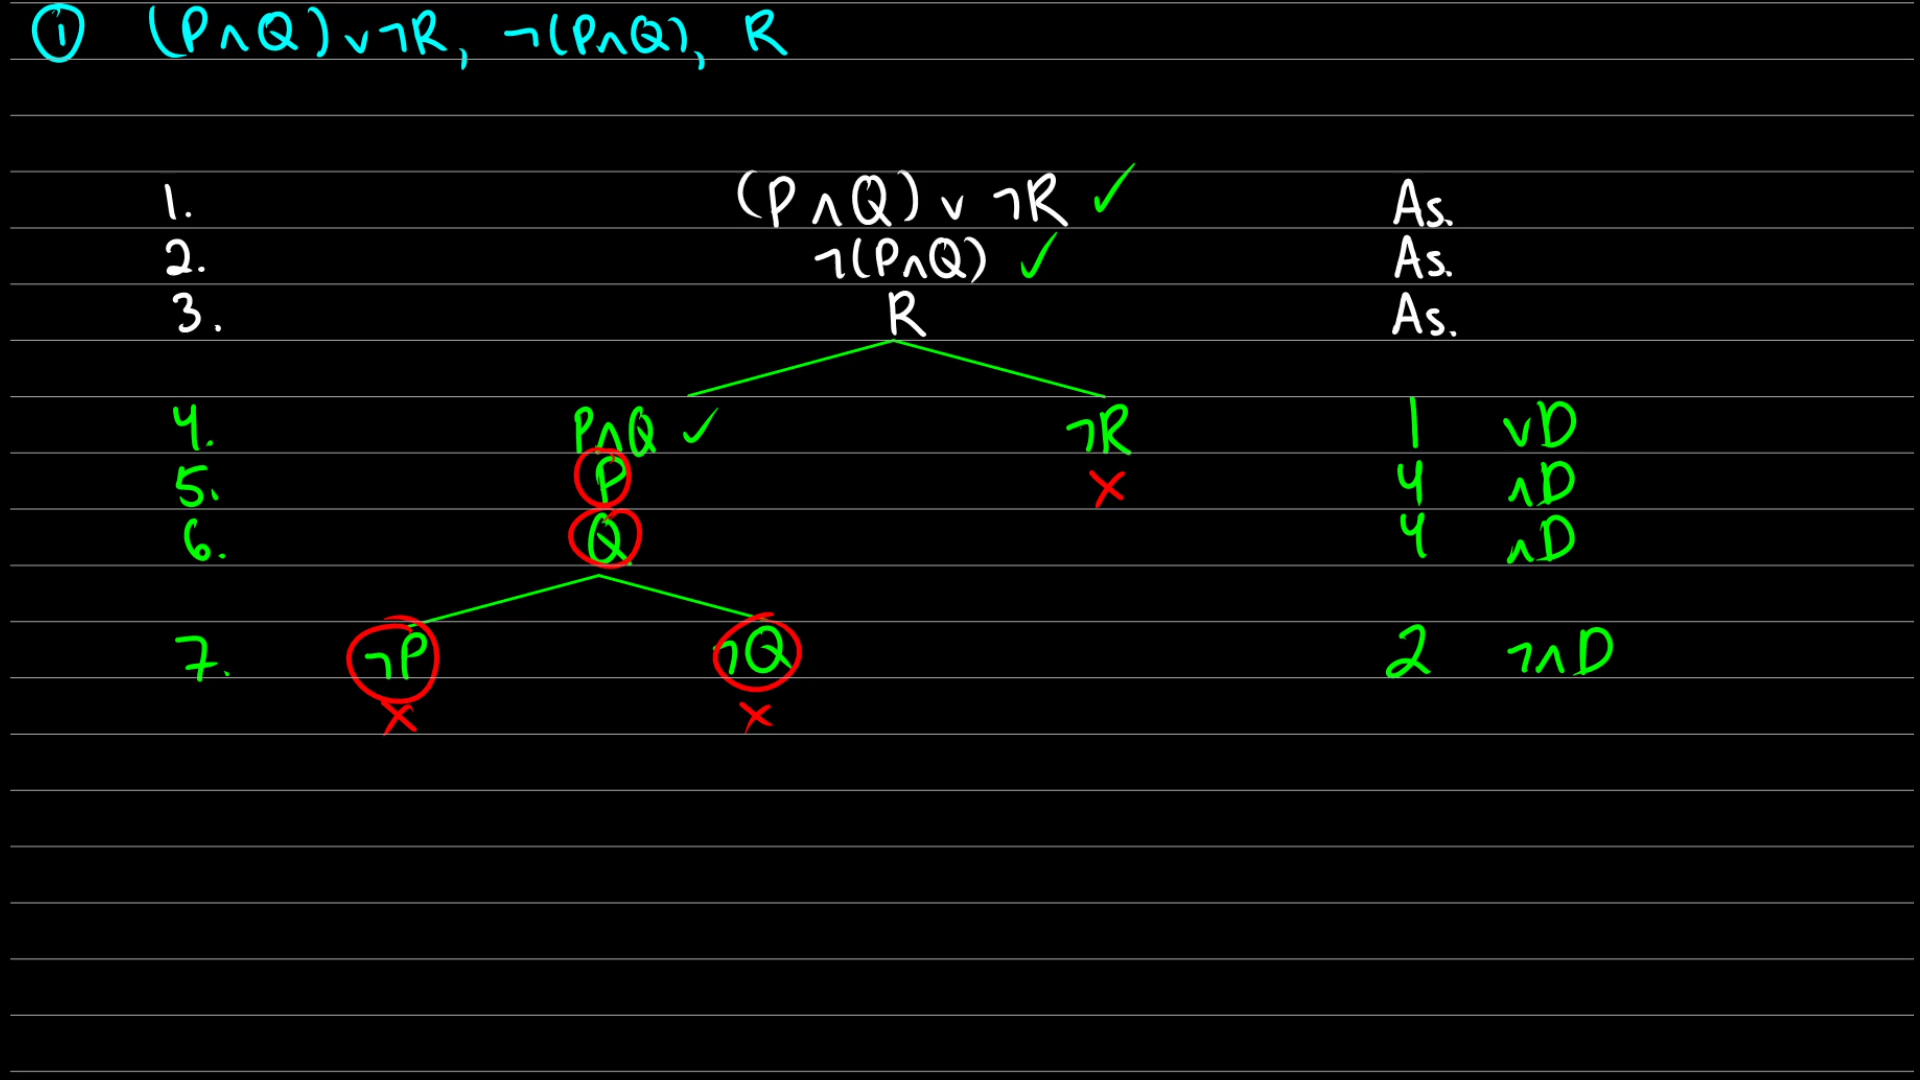 ① (P∧Q)∨¬R, ¬(P∧Q), R
1. (P∧Q)∨¬R ✓ As.
2. ¬(P∧Q) ✓ As.
3. R As.
4. P∧Q ✓ ¬R 1 ∨D
5. P × 4 ∧D
6. Q 4 ∧D
7. ¬P ¬Q 2 ¬∧D
× ×